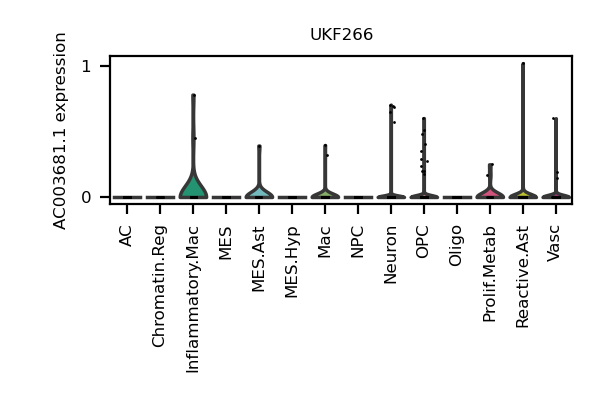 UKF266
AC003681.1 expression
1
0
AC
Chromatin.Reg
Inflammatory.Mac
MES
MES.Ast
MES.Hyp
Mac
NPC
Neuron
OPC
Oligo
Prolif.Metab
Reactive.Ast
Vasc